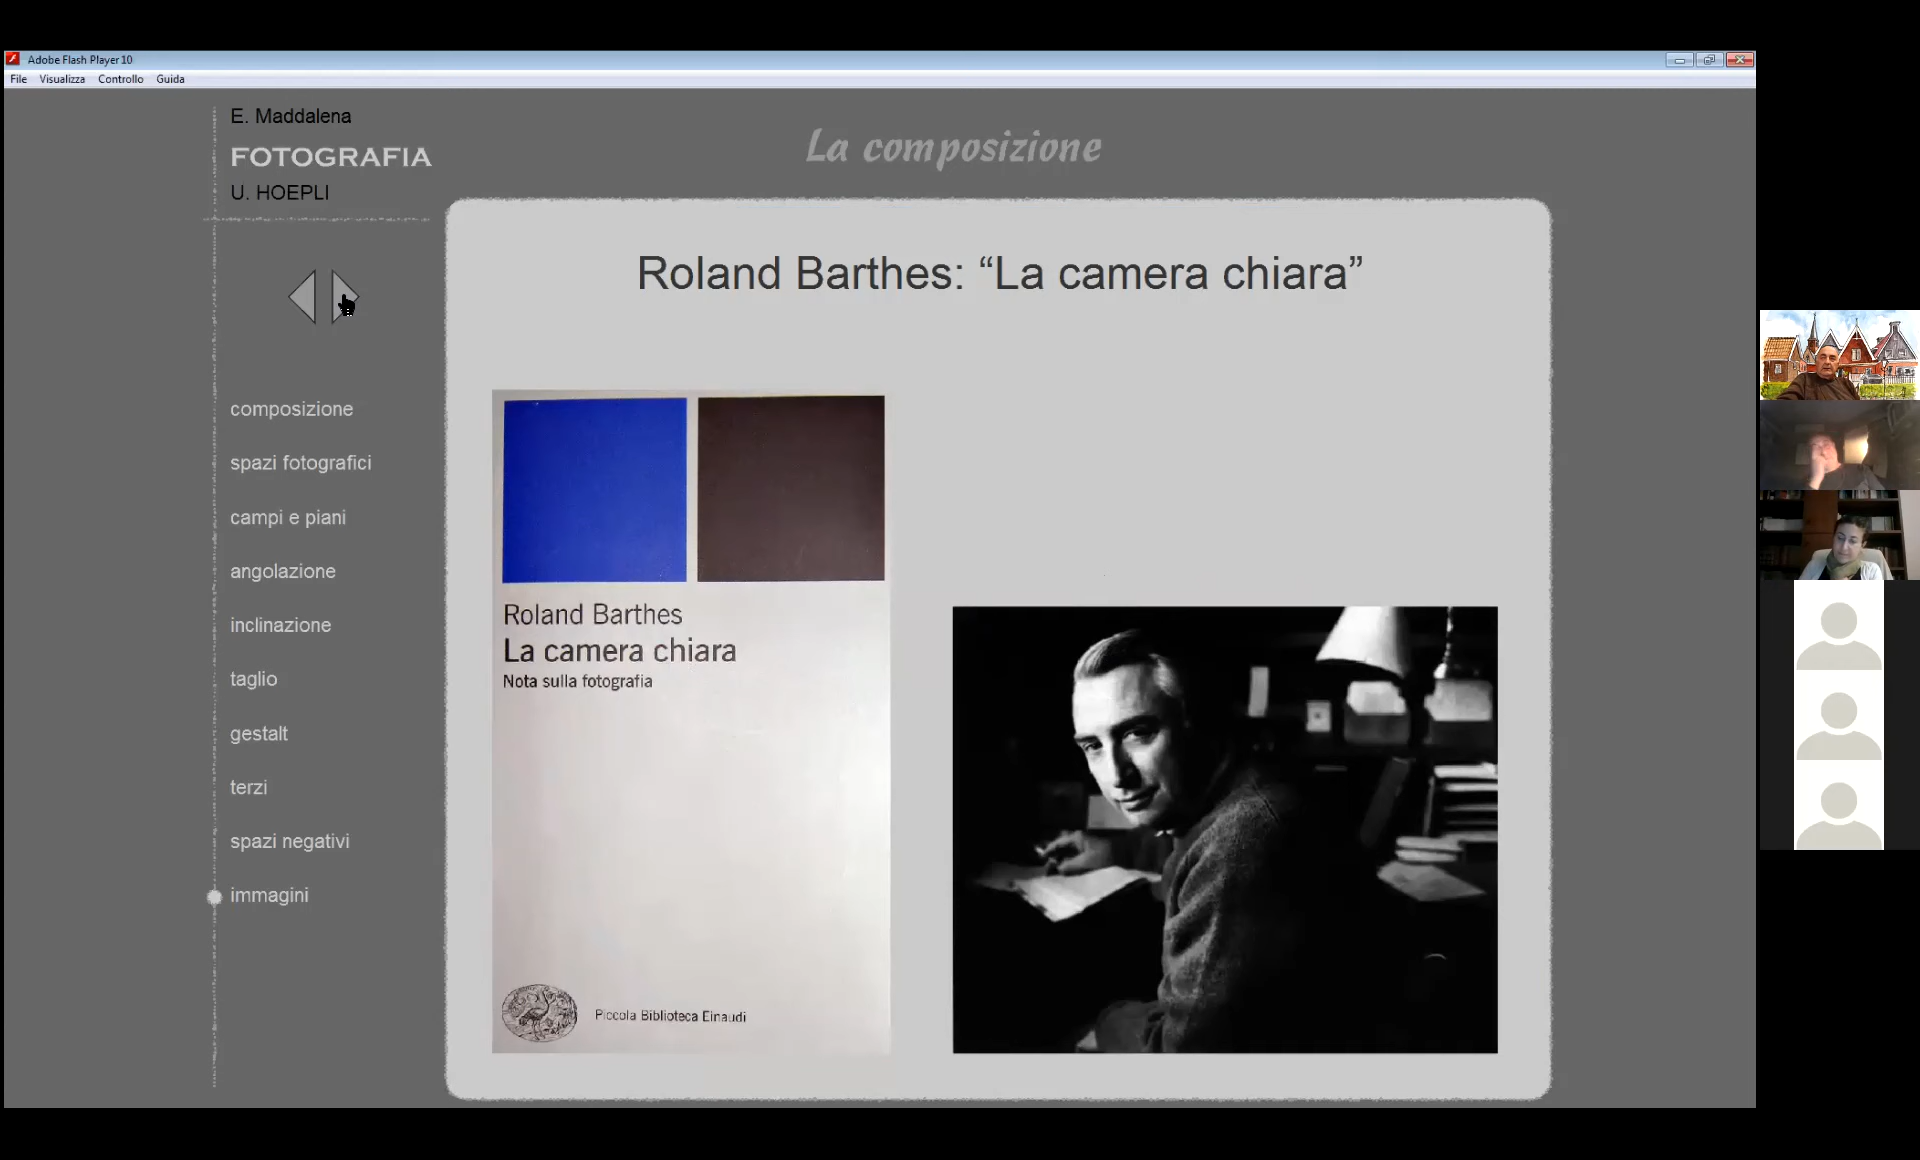 Adobe Flash Player 10
File Visualizza Controllo Guida
E. Maddalena
FOTOGRAFIA
U. HOEPLI
La composizione
Roland Barthes: “La camera chiara”
composizione
spazi fotografici
campi e piani
angolazione
inclinazione
taglio
gestalt
terzi
spazi negativi
immagini
Roland Barthes
La camera chiara
Nota sulla fotografia
Piccola Biblioteca Einaudi